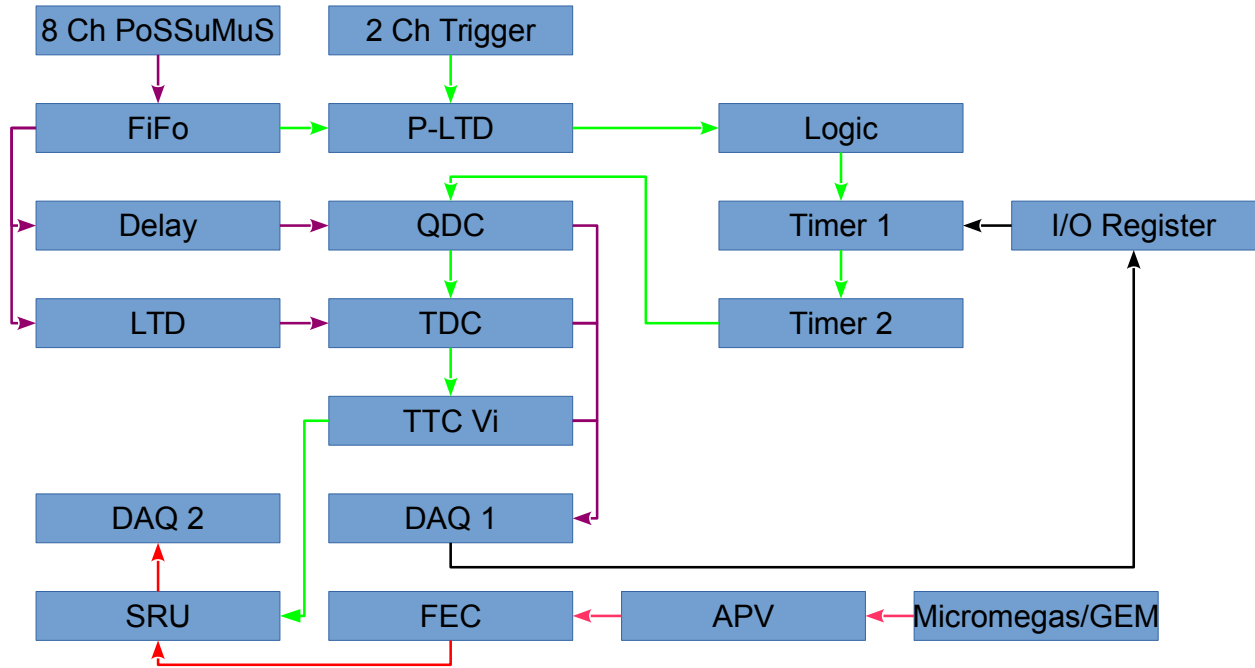 8 Ch PoSSuMuS
2 Ch Trigger
FiFo
P-LTD
Logic
Delay
QDC
Timer 1
I/O Register
LTD
TDC
Timer 2
TTC Vi
DAQ 2
DAQ 1
SRU
FEC
APV
Micromegas/GEM